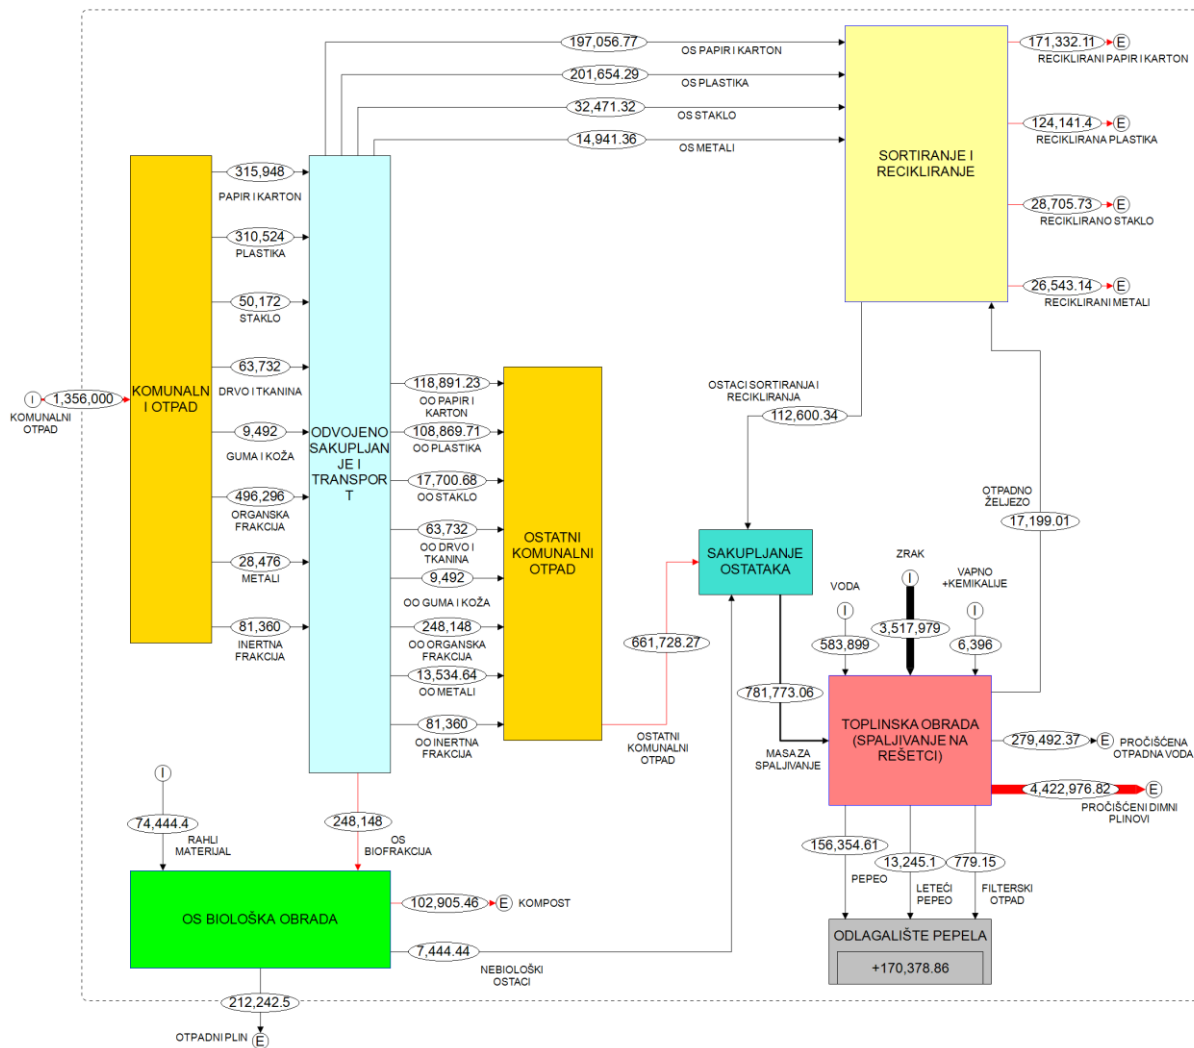 197,056.77
OS PAPIR I KARTON
201,654.29
OS PLASTIKA
32,471.32
OS STAKLO
14,941.36
OS METALI
SORTIRANJE I
RECIKLIRANJE
171,332.11
E
RECIKLIRANI PAPIR I KARTON
124,141.4
E
RECIKLIRANA PLASTIKA
28,705.73
E
RECIKLIRANO STAKLO
26,543.14
E
RECIKLIRANI METALI
I
1,356,000
KOMUNALNI
OTPAD
KOMUNALN
I OTPAD
315,948
PAPIR I KARTON
310,524
PLASTIKA
50,172
STAKLO
63,732
DRVO I TKANINA
9,492
GUMA I KOŽA
496,296
ORGANSKA
FRAKCIJA
28,476
METALI
81,360
INERTNA
FRAKCIJA
ODVOJENO
SAKUPLJAN
JE I
TRANSPOR
T
118,891.23
OO PAPIR I
KARTON
108,869.71
OO PLASTIKA
17,700.68
OO STAKLO
63,732
OO DRVO I
TKANINA
9,492
OO GUMA I KOŽA
248,148
OO ORGANSKA
FRAKCIJA
13,534.64
OO METALI
81,360
OO INERTNA
FRAKCIJA
OSTATNI
KOMUNALNI
OTPAD
661,728.27
OSTATNI
KOMUNALNI
OTPAD
OSTACI SORTIRANJA I
RECIKLIRANJA
112,600.34
SAKUPLJANJE
OSTATAKA
781,773.06
MASA ZA
SPALJIVANJE
OTPADNO
ŽELJEZO
17,199.01
VODA
I
583,899
ZRAK
I
3,517,979
VAPNO
+KEMIKALIJE
I
6,396
TOPLINSKA OBRADA
(SPALJIVANJE NA
REŠETCI)
279,492.37
E
PROČIŠĆENA
OTPADNA VODA
4,422,976.82
E
PROČIŠĆENI DIMNI
PLINOVI
156,354.61
PEPEO
13,245.1
LETEĆI
PEPEO
779.15
FILTERSKI
OTPAD
ODLAGALIŠTE PEPELA
+170,378.86
I
74,444.4
RAHLI
MATERIJAL
248,148
OS
BIOFRAKCIJA
OS BIOLOŠKA OBRADA
102,905.46
E
KOMPOST
7,444.44
NEBIOLOŠKI
OSTACI
212,242.5
OTPADNI PLIN
E